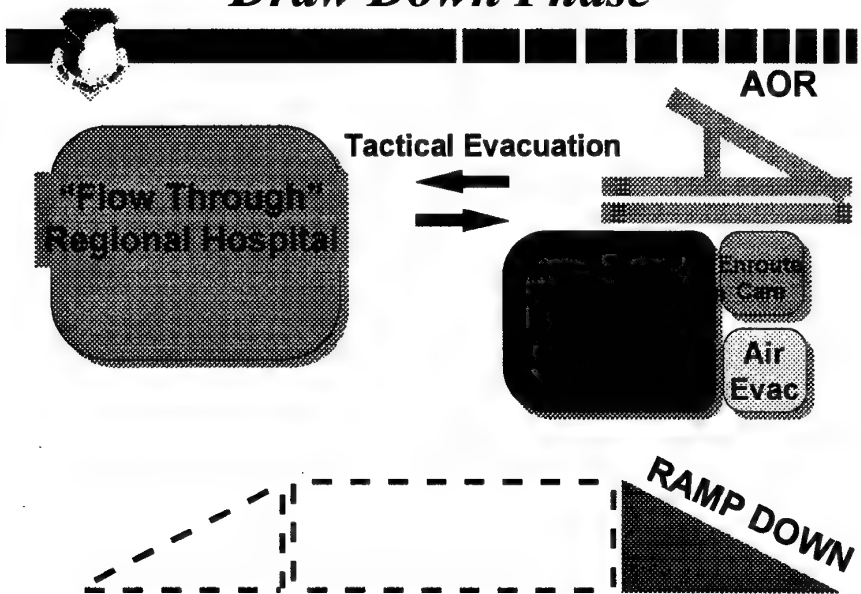 Draw Down Phase
AOR
Tactical Evacuation
"Flow Through"
Regional Hospital
Enroute
Care
Air
Evac
RAMP DOWN